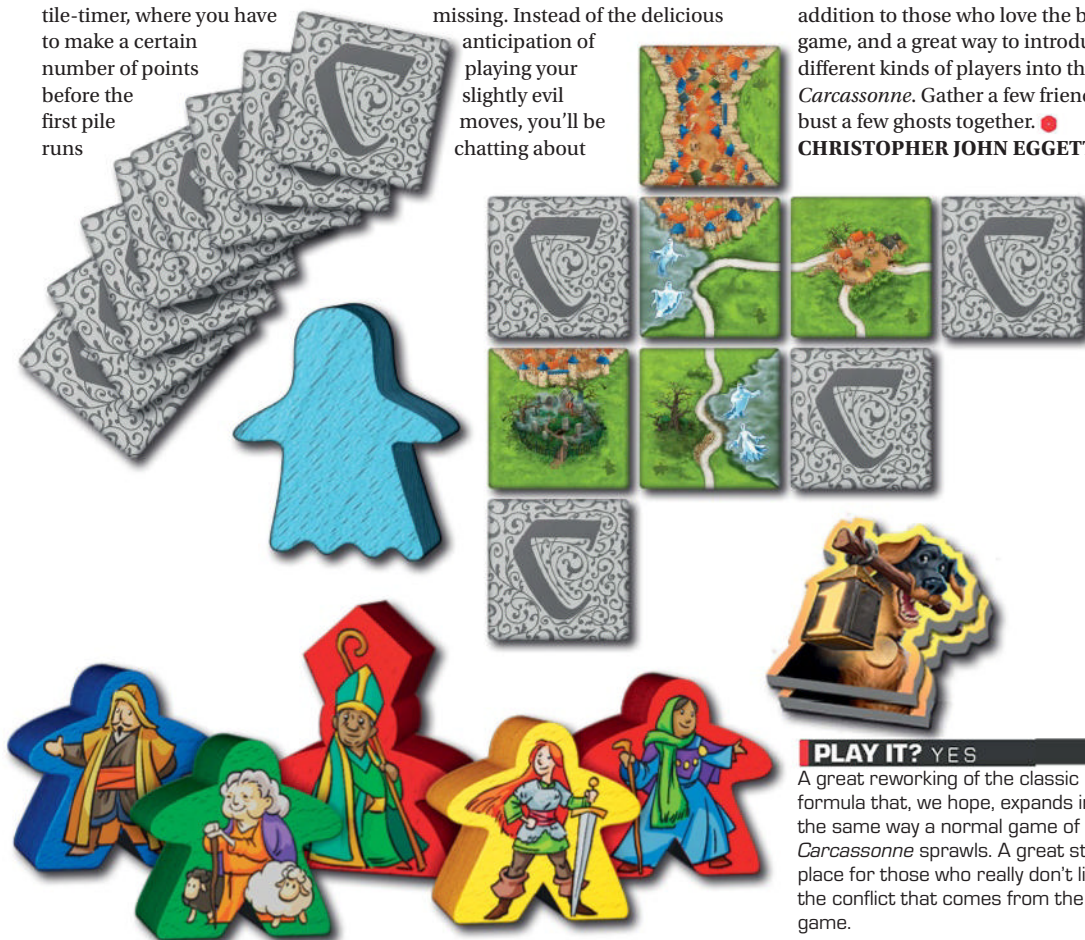 tile-timer, where you have
to make a certain
number of points
before the
first pile
runs
missing. Instead of the delicious
anticipation of
playing your
slightly evil
moves, you'll be
chatting about
addition to those who love the b
game, and a great way to introdu
different kinds of players into th
Carcassonne. Gather a few frien
bust a few ghosts together.
CHRISTOPHER JOHN EGGETT
1
PLAY IT? YES
A great reworking of the classic
formula that, we hope, expands in
the same way a normal game of
Carcassonne sprawls. A great st
place for those who really don't li
the conflict that comes from the
game.